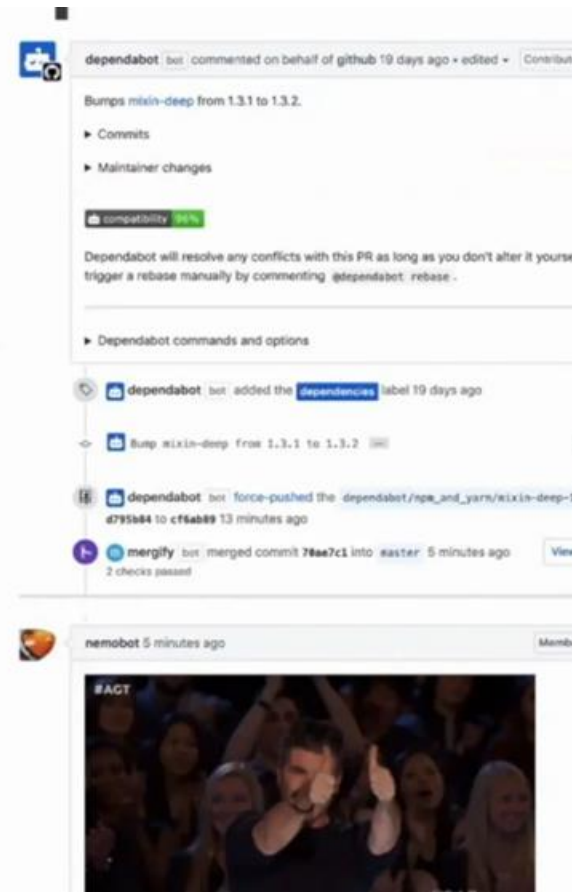 dependabot bot commented on behalf of github 19 days ago • edited
Bumps mixin-deep from 1.3.1 to 1.3.2.
Commits
Maintainer changes
compatibility 96%
Dependabot will resolve any conflicts with this PR as long as you don't alter it yourse
trigger a rebase manually by commenting @dependabot rebase.
Dependabot commands and options
dependabot bot added the dependencies label 19 days ago
Bump mixin-deep from 1.3.1 to 1.3.2
dependabot bot force-pushed the dependabot/npm_and_yarn/mixin-deep-1
d795b84 to cf6ab89 13 minutes ago
mergify bot merged commit 70ae7c1 into master 5 minutes ago
View
2 checks passed
nemobot 5 minutes ago
Memb
#AGT